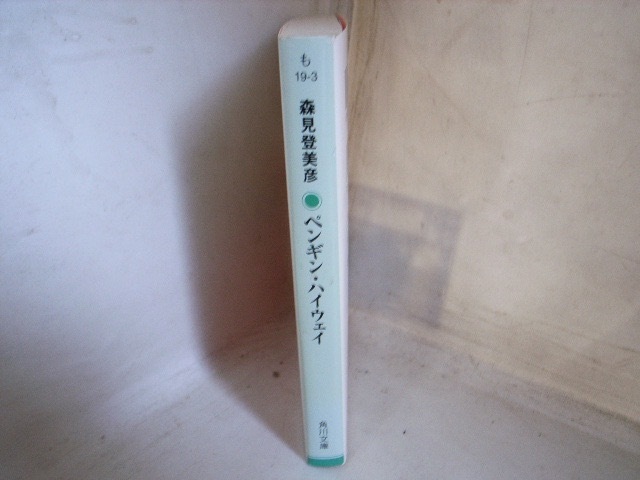 も
19-3
森見登美彦
ペンギン・ハイウェイ
角川文庫